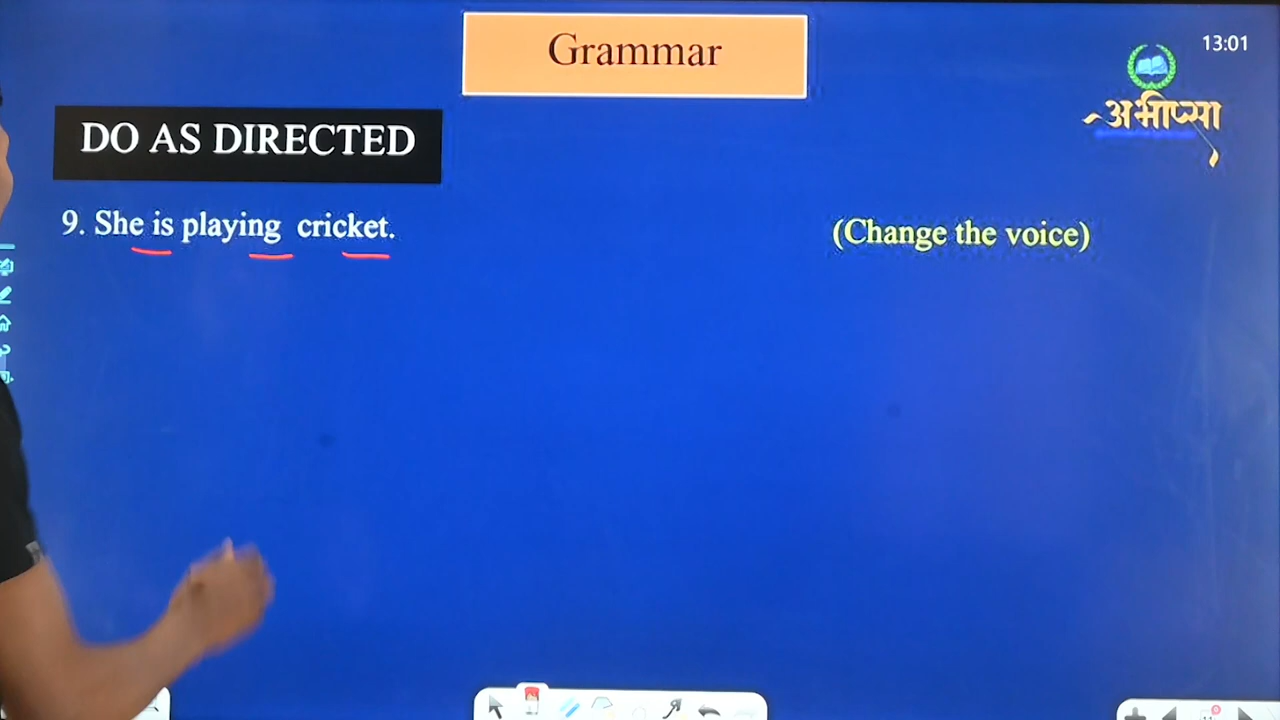 Grammar
13:01
अभीप्सा
DO AS DIRECTED
9. She is playing cricket.
(Change the voice)